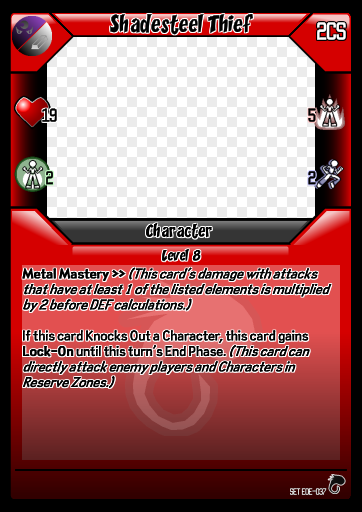 Shadesteel Thief
2CS
19
5
2
2
Character
Level 8
Metal Mastery >> (This card's damage with attacks
that have at least 1 of the listed elements is multiplied
by 2 before DEF calculations.)
If this card Knocks Out a Character, this card gains
Lock-On until this turn's End Phase. (This card can
directly attack enemy players and Characters in
Reserve Zones.)
SET EOE-037